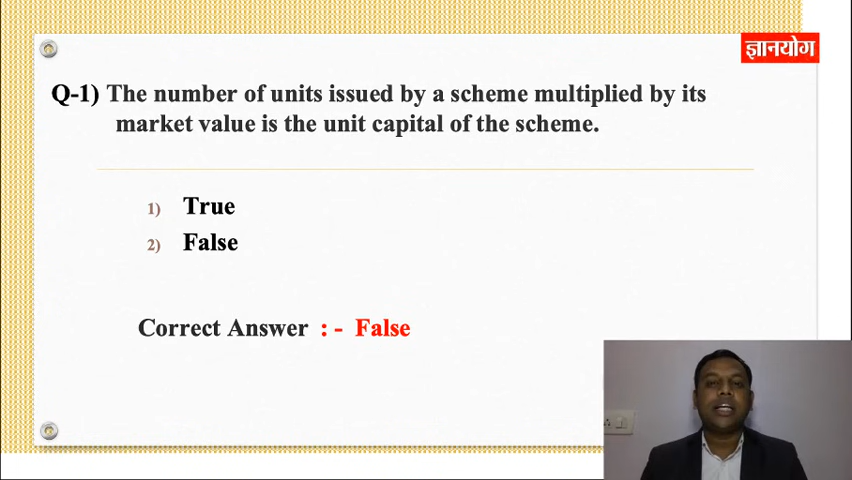 ज्ञानयोग
Q-1) The number of units issued by a scheme multiplied by its
market value is the unit capital of the scheme.
1) True
2) False
Correct Answer : - False